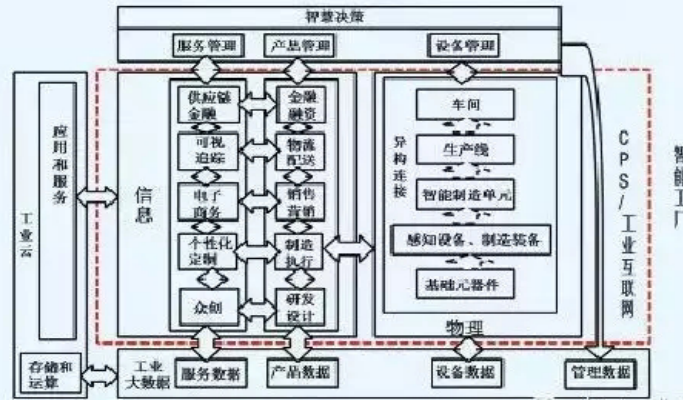 智慧决策
服务管理
产品管理
设备管理
工业云
应用和服务
存储和
运算
信息
供应链
金融
可视
追踪
电子
商务
个性化
定制
众创
金融
融资
物流
配送
销售
营销
制造
执行
研发
设计
异构连接
车间
生产线
智能制造单元
感知设备、制造装备
基础元器件
物理
CPS/工业互联网
智能工厂
工业
大数据
服务数据
产品数据
设备数据
管理数据